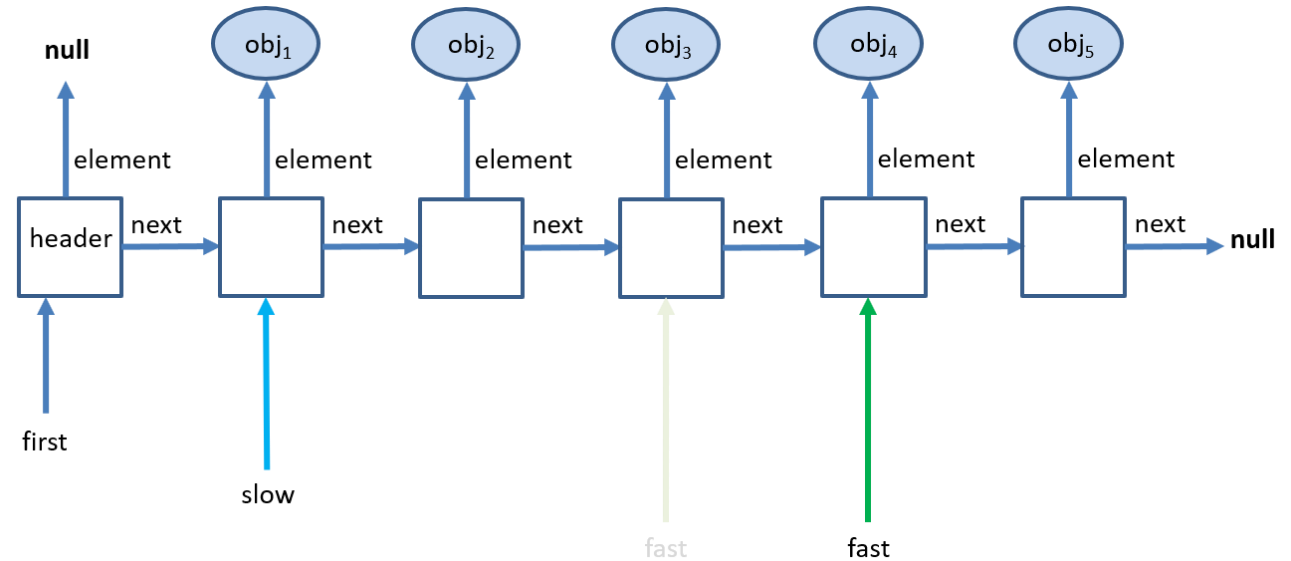 null
obj1
obj2
obj3
obj4
obj5
element
element
element
element
element
element
header
next
next
next
next
next
next
null
first
slow
fast
fast